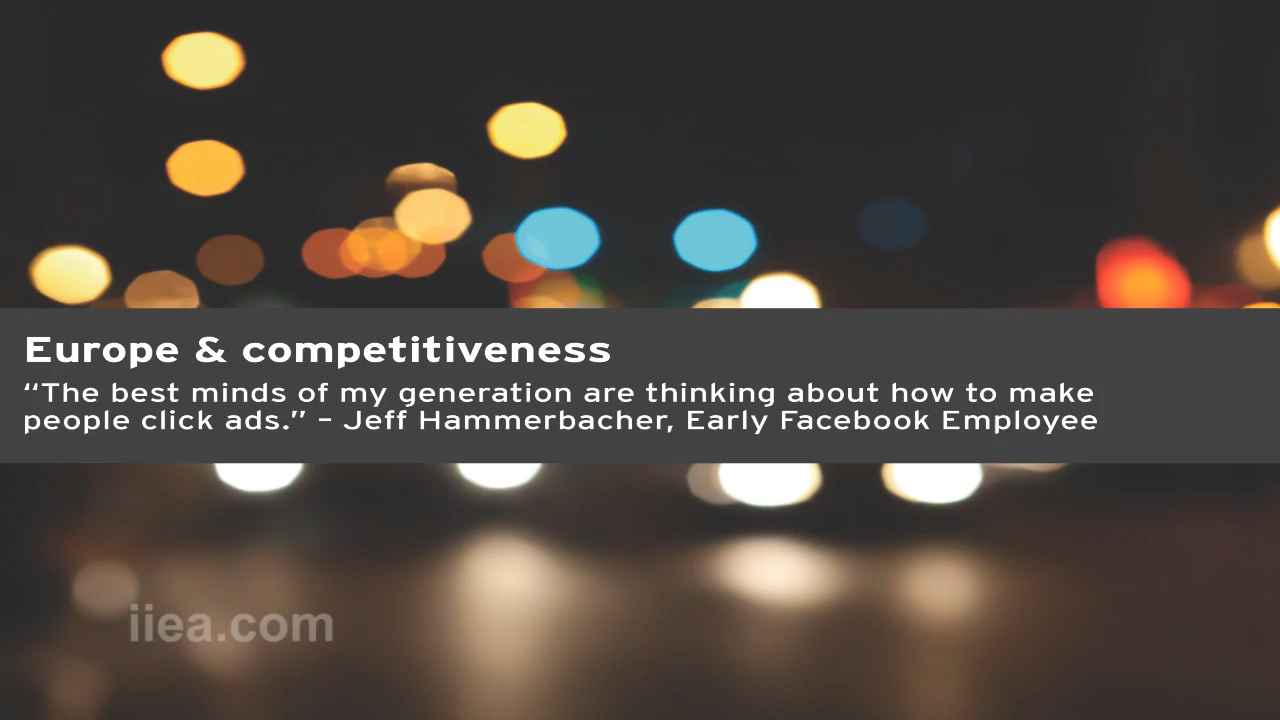 Europe & competitiveness
“The best minds of my generation are thinking about how to make
people click ads.” – Jeff Hammerbacher, Early Facebook Employee
iiea.com